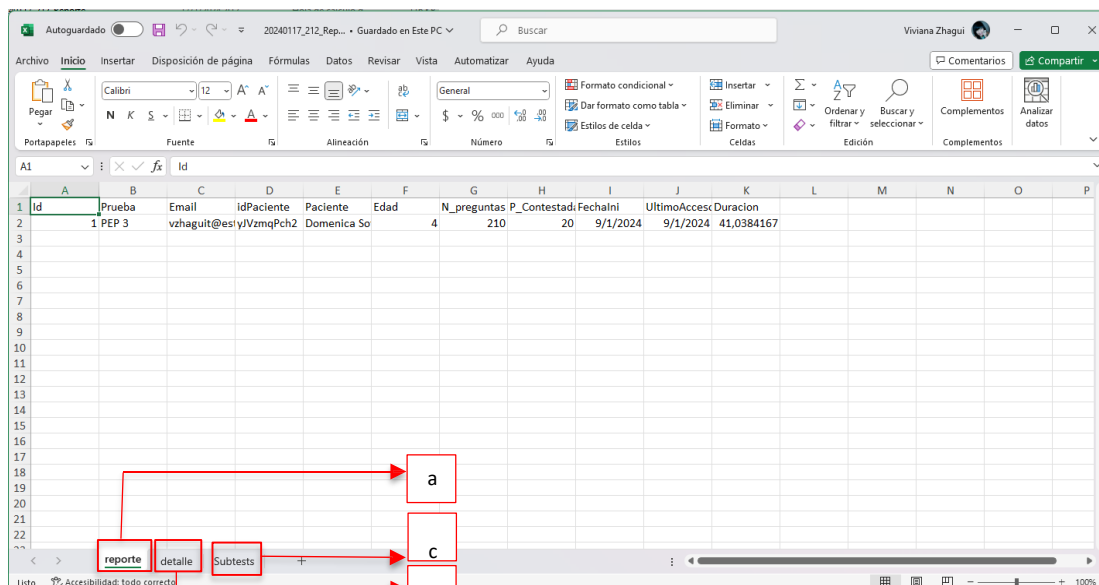 Autoguardado 20240117_212_Rep... • Guardado en Este PC Buscar Viviana Zhagui
Archivo Inicio Insertar Disposición de página Fórmulas Datos Revisar Vista Automatizar Ayuda Comentarios Compartir
Pegar Calibri 12 A A General Formato condicional Insertar
N K S A $ % 000 Dar formato como tabla Eliminar Ordenar y filtrar Buscar y seleccionar Complementos Analizar datos
Estilos de celda Formato
Portapapeles Fuente Alineación Número Estilos Celdas Edición Complementos
A1 fx Id
A B C D E F G H I J K L M N O P
1 Id Prueba Email idPaciente Paciente Edad N_preguntas P_Contestada FechaIni UltimoAcceso Duracion
2 1 PEP 3 vzhaguit@est yJVzmqPch2 Domenica So 4 210 20 9/1/2024 9/1/2024 41,0384167
3
4
5
6
7
8
9
10
11
12
13
14
15
16
17
18 a
19
20
21
22 c
reporte detalle Subtests +
Listo Accesibilidad: todo correcto 100%